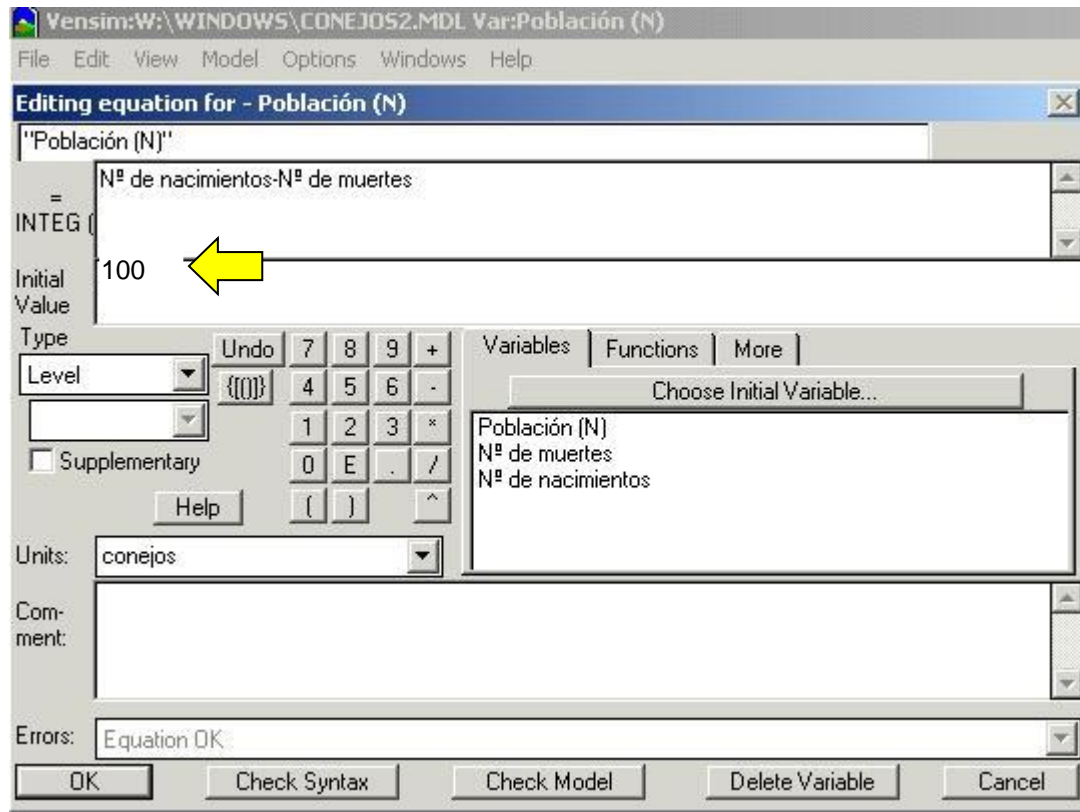 Vensim:W:\WINDOWS\CONEJOS2.MDL Var:Población (N)
File Edit View Model Options Windows Help
Editing equation for - Población (N)
"Población (N)"
= INTEG (
Nº de nacimientos-Nº de muertes
Initial Value
100
Type
Level
Undo 7 8 9 +
{[()]} 4 5 6 -
1 2 3 *
Supplementary
0 E . /
Help
( ) ^
Variables Functions More
Choose Initial Variable...
Población (N)
Nº de muertes
Nº de nacimientos
Units: conejos
Com-
ment:
Errors: Equation OK
OK Check Syntax Check Model Delete Variable Cancel